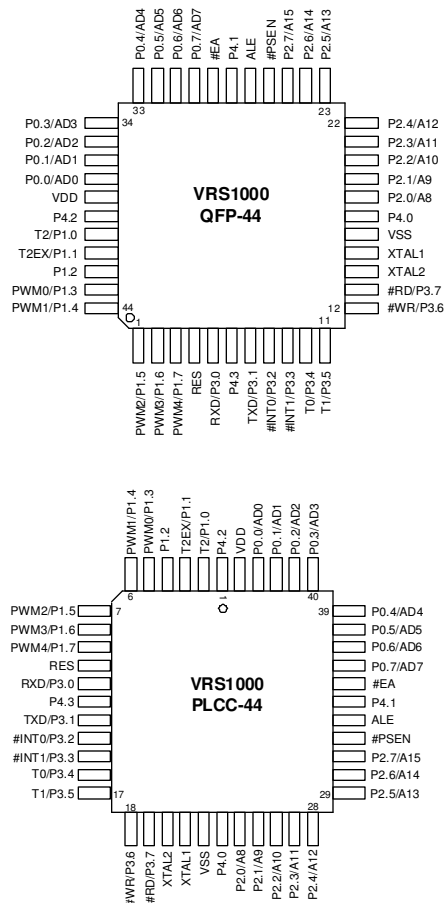 P0.4/AD4
P0.5/AD5
P0.6/AD6
P0.7/AD7
#EA
P4.1
ALE
#PSEN
P2.7/A15
P2.6/A14
P2.5/A13
33
23
P0.3/AD3
34
22
P2.4/A12
P0.2/AD2
P2.3/A11
P0.1/AD1
P2.2/A10
P0.0/AD0
P2.1/A9
VDD
VRS1000
P2.0/A8
P4.2
QFP-44
P4.0
T2/P1.0
VSS
T2EX/P1.1
XTAL1
P1.2
XTAL2
PWM0/P1.3
#RD/P3.7
PWM1/P1.4
44
12
#WR/P3.6
1
11
PWM2/P1.5
PWM3/P1.6
PWM4/P1.7
RES
RXD/P3.0
P4.3
TXD/P3.1
#INT0/P3.2
#INT1/P3.3
T0/P3.4
T1/P3.5
PWM1/P1.4
PWM0/P1.3
P1.2
T2EX/P1.1
T2/P1.0
P4.2
VDD
P0.0/AD0
P0.1/AD1
P0.2/AD2
P0.3/AD3
6
1
40
PWM2/P1.5
7
39
P0.4/AD4
PWM3/P1.6
P0.5/AD5
PWM4/P1.7
P0.6/AD6
RES
P0.7/AD7
RXD/P3.0
VRS1000
#EA
P4.3
PLCC-44
P4.1
TXD/P3.1
ALE
#INT0/P3.2
#PSEN
#INT1/P3.3
P2.7/A15
T0/P3.4
P2.6/A14
T1/P3.5
17
29
P2.5/A13
18
28
#WR/P3.6
#RD/P3.7
XTAL2
XTAL1
VSS
P4.0
P2.0/A8
P2.1/A9
P2.2/A10
P2.3/A11
P2.4/A12